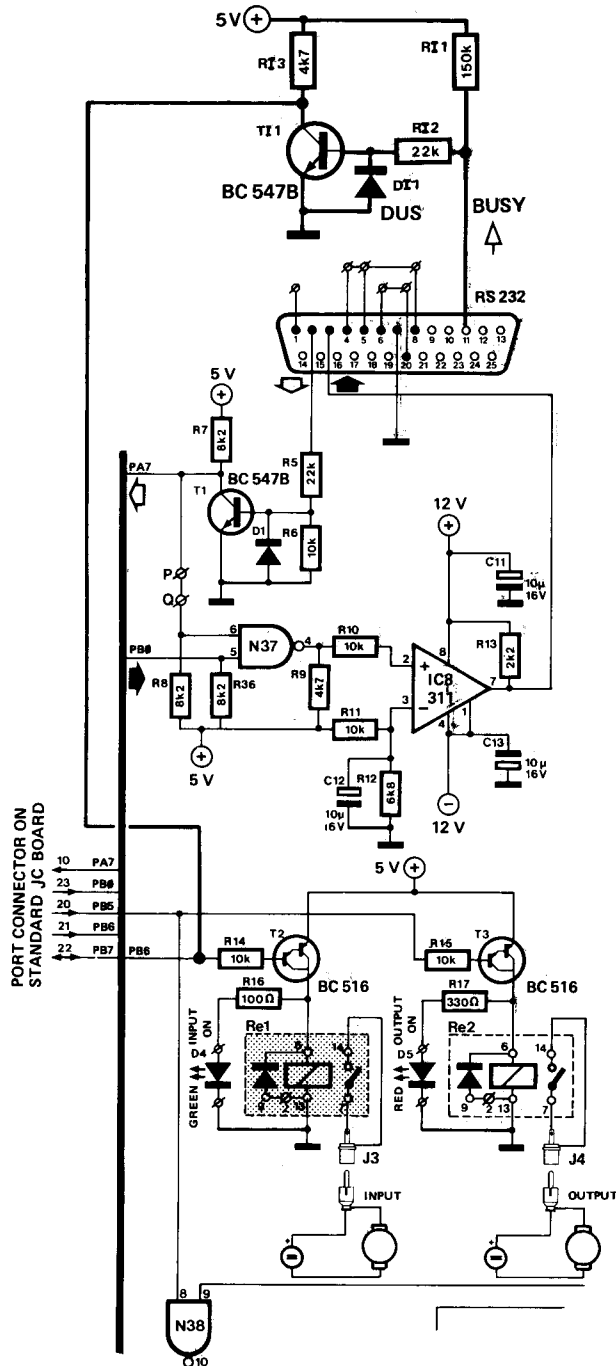 5 V
RI3
4k7
RI1
150k
TI1
RI2
22k
BC 547B
DI1
DUS
BUSY
RS 232
1
4
5
6
8
9
10
11
12
13
14
15
16
17
18
19
20
21
22
23
24
25
5 V
R7
8k2
PA7
T1
BC 547B
R5
22k
D1
R6
10k
P
Q
12 V
C11
10µ
16V
PB0
6
5
N37
4
R10
10k
R13
2k2
R8
8k2
R36
8k2
R9
4k7
R11
10k
2
3
+
−
IC8
311
8
7
4
1
C13
10µ
16V
5 V
C12
10µ
16V
R12
6k8
12 V
PORT CONNECTOR ON
STANDARD JC BOARD
10 PA7
23 PB0
20 PB5
21 PB6
22 PB7 PB6
5 V
R14
10k
T2
BC 516
R15
10k
T3
BC 516
R16
100Ω
R17
330Ω
GREEN INPUT ON
D4
Re1
6
14
9
2
13
7
J3
INPUT
RED OUTPUT ON
D5
Re2
6
14
9
2
13
7
J4
OUTPUT
8
9
N38
10